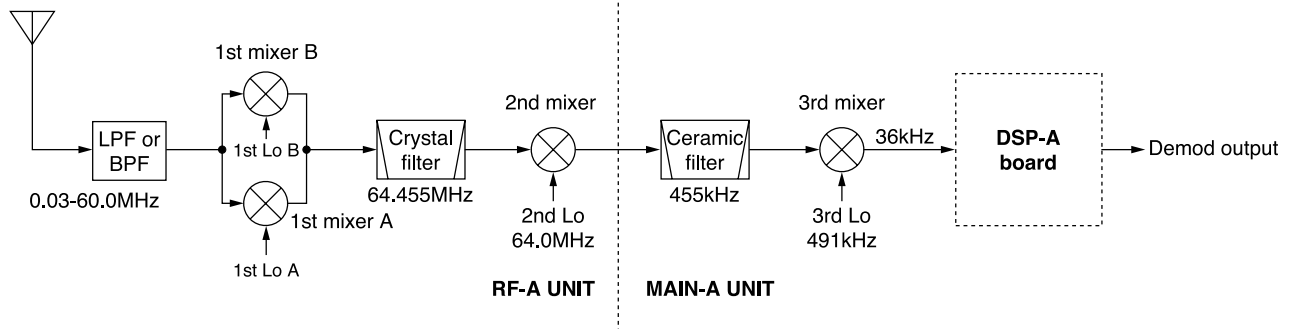 1st mixer B
LPF or
BPF
0.03-60.0MHz
1st Lo B
1st mixer A
1st Lo A
Crystal
filter
64.455MHz
2nd mixer
2nd Lo
64.0MHz
RF-A UNIT
MAIN-A UNIT
Ceramic
filter
455kHz
3rd mixer
36kHz
3rd Lo
491kHz
DSP-A
board
Demod output